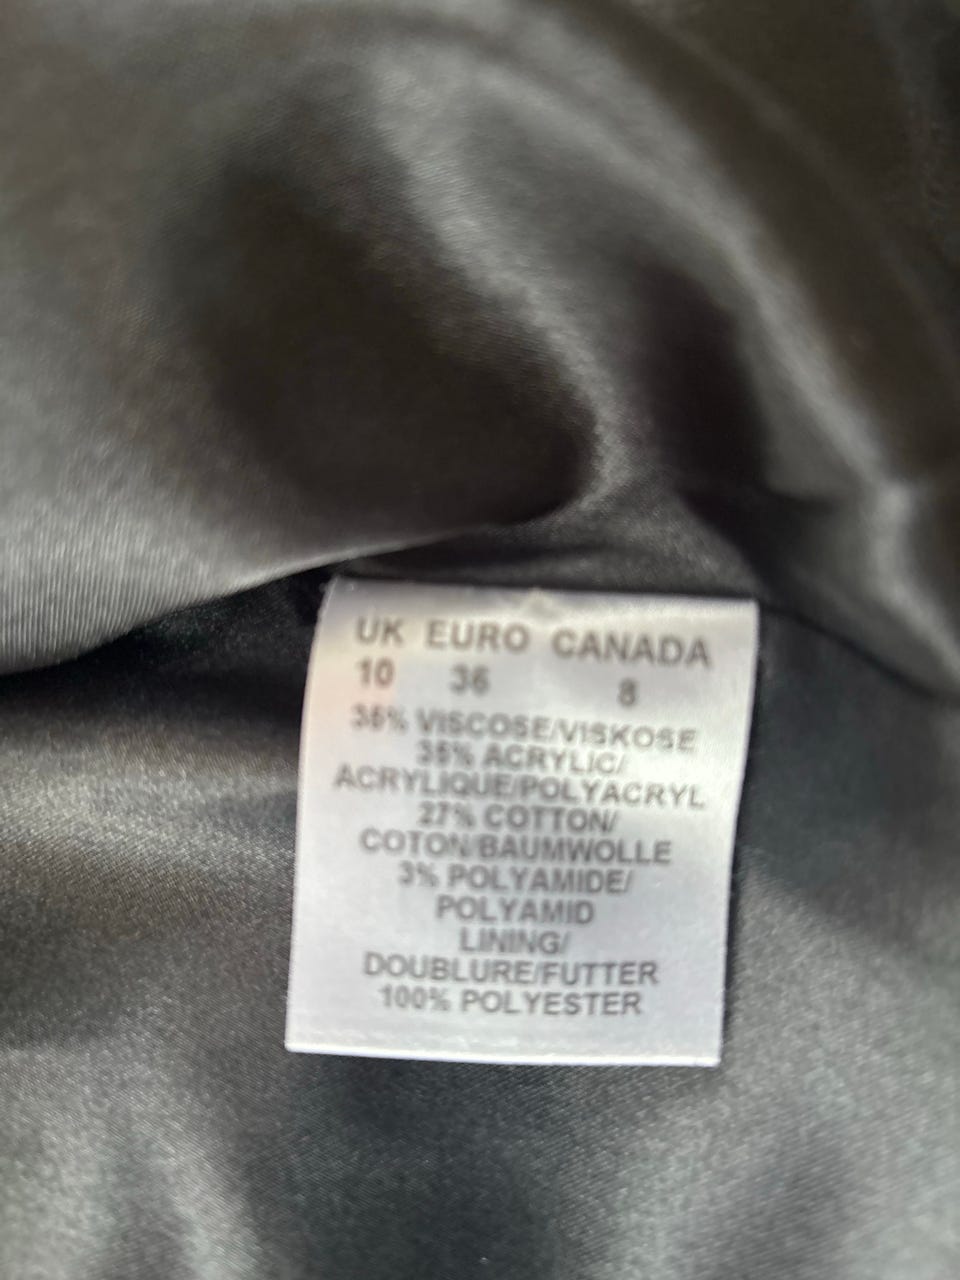 UK EURO CANADA
10 36 8
35% VISCOSE/VISKOSE
35% ACRYLIC/
ACRYLIQUE/POLYACRYL
27% COTTON/
COTON/BAUMWOLLE
3% POLYAMIDE/
POLYAMID
LINING/
DOUBLURE/FUTTER
100% POLYESTER